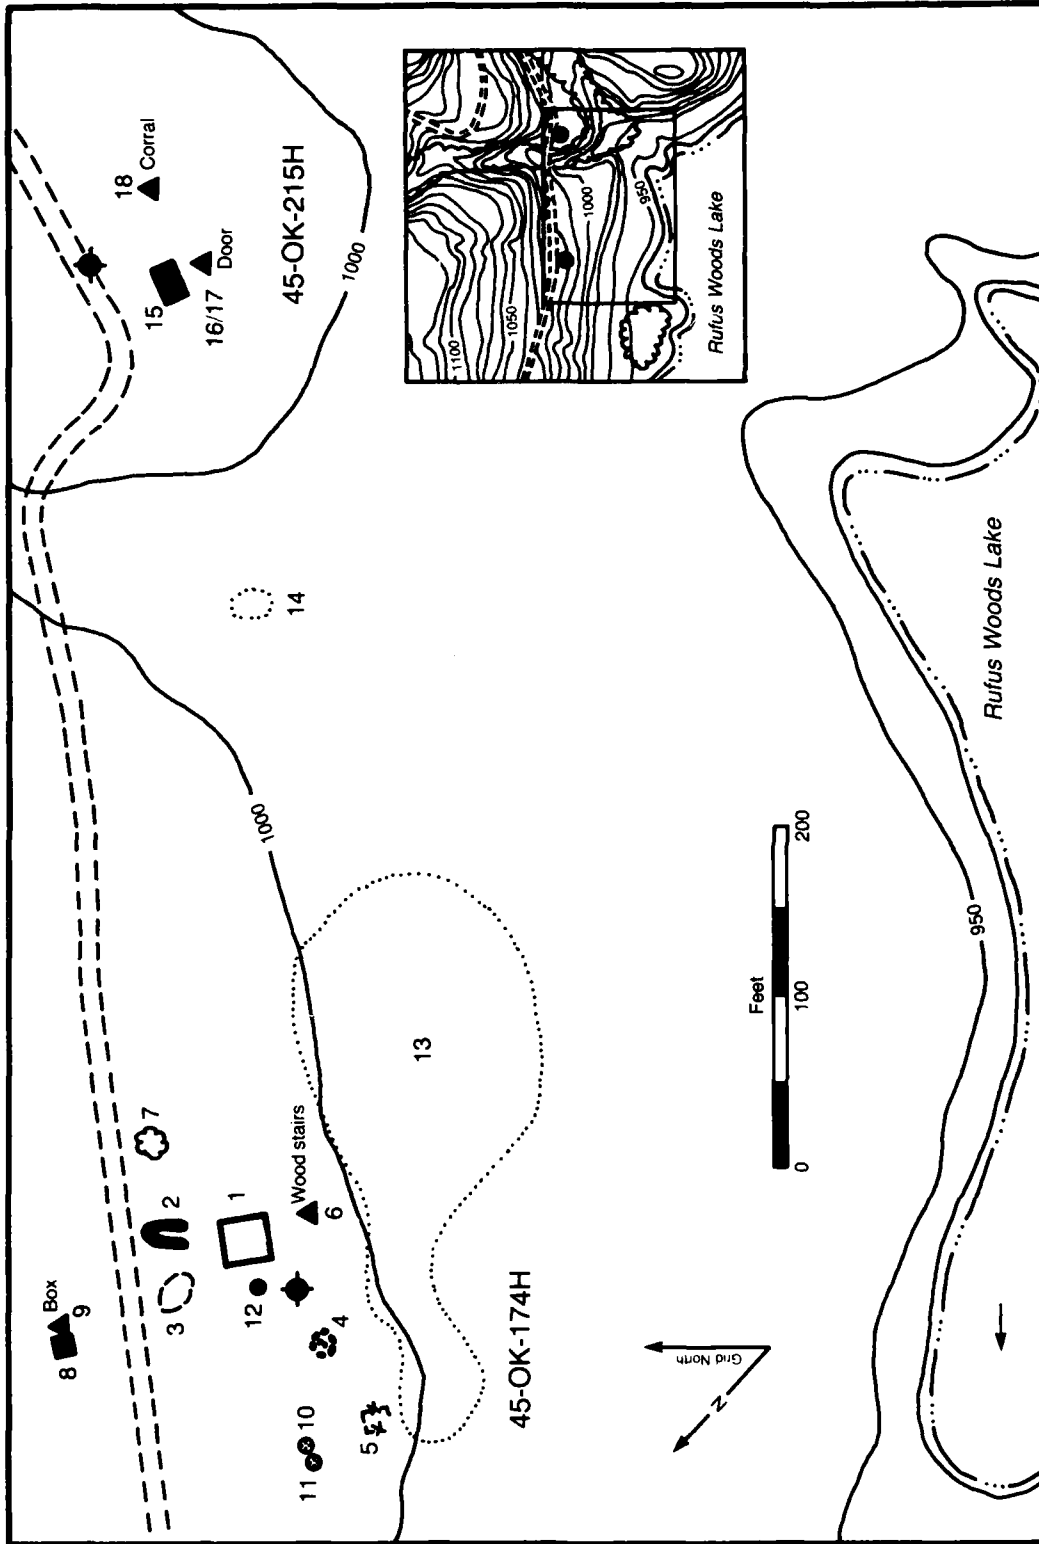 8
Box
9
3
2
7
1
12
Wood stairs
6
4
11
10
5
13
14
1000
45-OK-174H
15
18
Corral
16/17
Door
45-OK-215H
1000
1100
1050
1000
950
Rufus Woods Lake
N
Grid North
Feet
0
100
200
950
Rufus Woods Lake